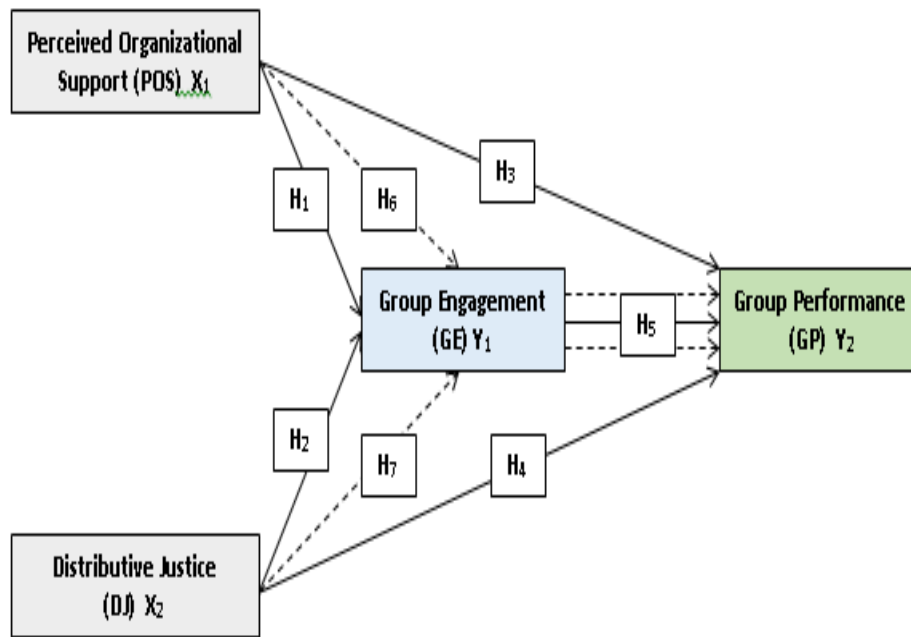 Perceived Organizational
Support (POS) X₁
H₃
H₁
H₆
Group Engagement
(GE) Y₁
H₅
Group Performance
(GP) Y₂
H₂
H₇
H₄
Distributive Justice
(DJ) X₂